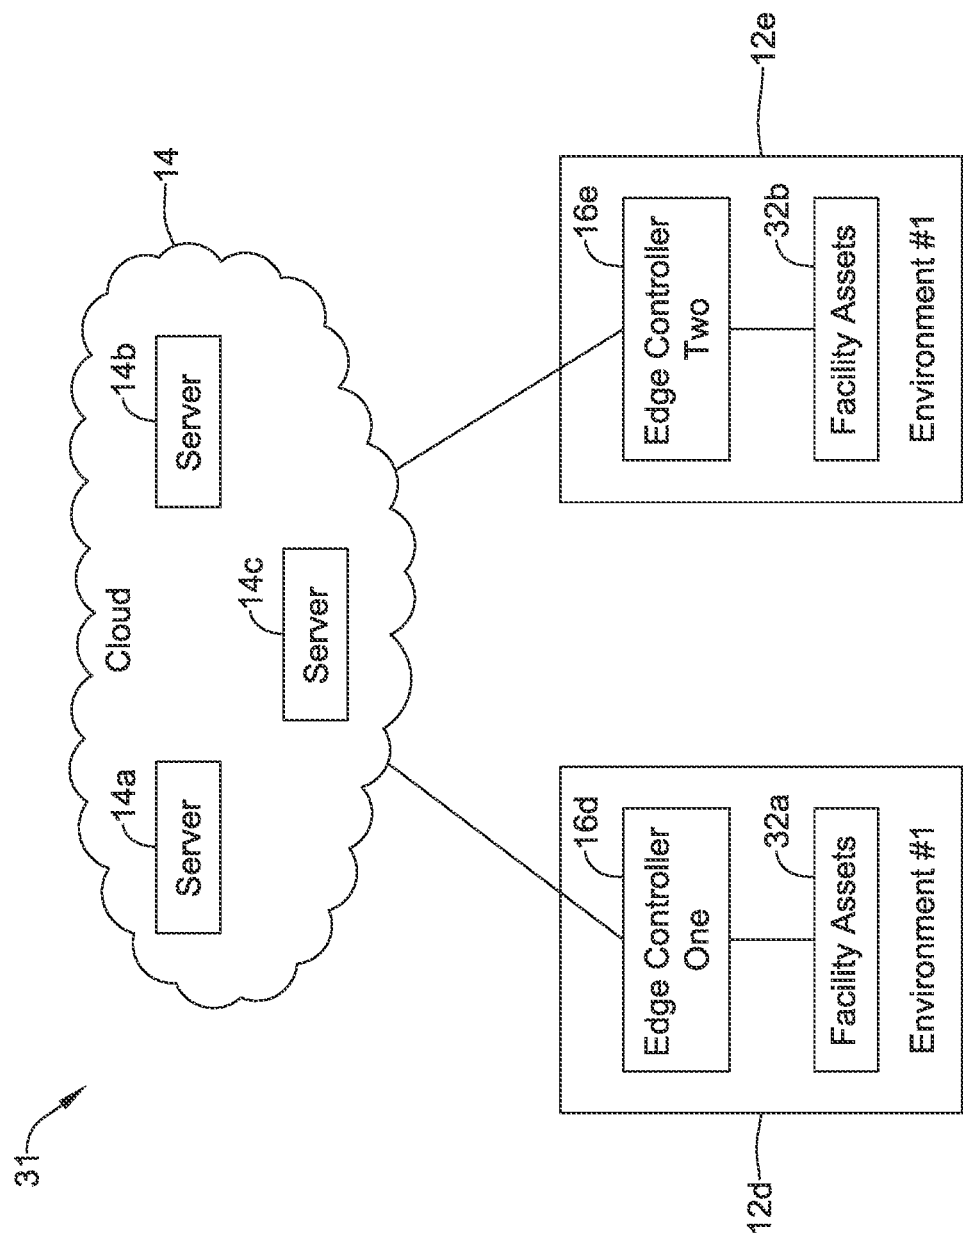 31
14
Cloud
14a
Server
14b
Server
14c
Server
12d
16d
Edge Controller
One
32a
Facility Assets
Environment #1
12e
16e
Edge Controller
Two
32b
Facility Assets
Environment #1